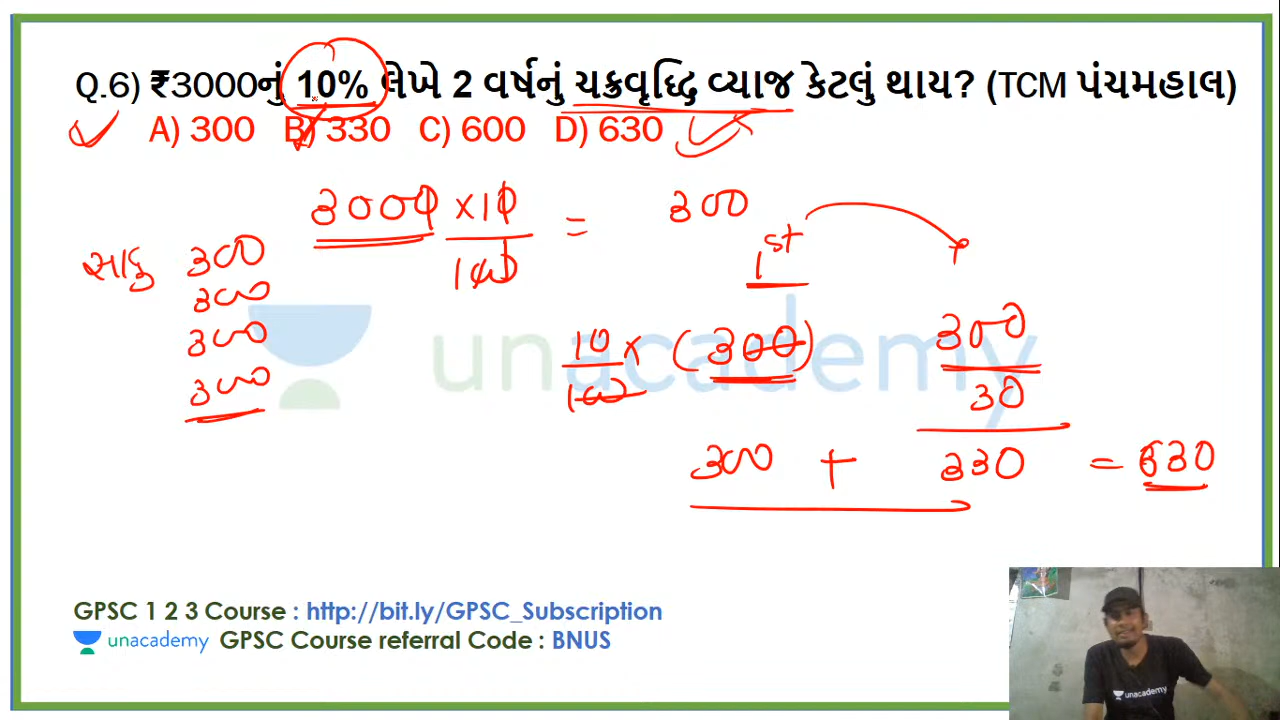 Q.6) ₹3000નું 10% લેખે 2 વર્ષનું ચક્રવૃધ્ધિ વ્યાજ કેટલું થાય? (TCM પંચમહાલ)
A) 300 B) 330 C) 600 D) 630
3000 × 10 = 300
100
1st
સાદુ 300
300
300
300
10 × (300) 300
100 30
300 + 330 = 630
unacademy
GPSC 1 2 3 Course : http://bit.ly/GPSC_Subscription
unacademy GPSC Course referral Code : BNUS
unacademy